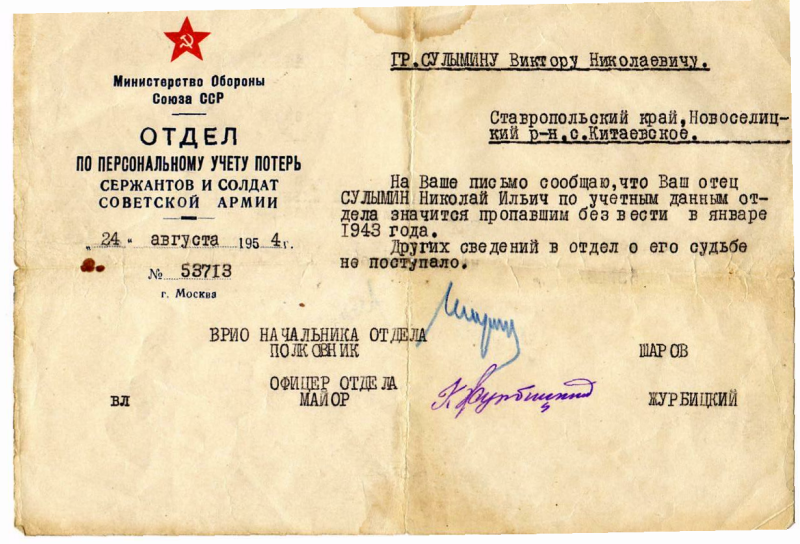 Министерство Обороны
Союза ССР
ОТДЕЛ
ПО ПЕРСОНАЛЬНОМУ УЧЕТУ ПОТЕРЬ
СЕРЖАНТОВ И СОЛДАТ
СОВЕТСКОЙ АРМИИ
„24" августа 1954г.
№ 53713
г. Москва
ГР.СУЛЫМИНУ Виктору Николаевичу.
Ставропольский край,Новоселиц-
кий р-н,с.Китаевское.
На Ваше письмо сообщаю,что Ваш отец
СУЛЫМИН Николай Ильич по учетным данным от-
дела значится пропавшим без вести в январе
1943 года.
Других сведений в отдел о его судьбе
не поступало.
ВРИО НАЧАЛЬНИКА ОТДЕЛА
ПОЛКОВНИК ШАРОВ
ОФИЦЕР ОТДЕЛА
вл МАЙОР КЖурбицкий ЖУРБИЦКИЙ